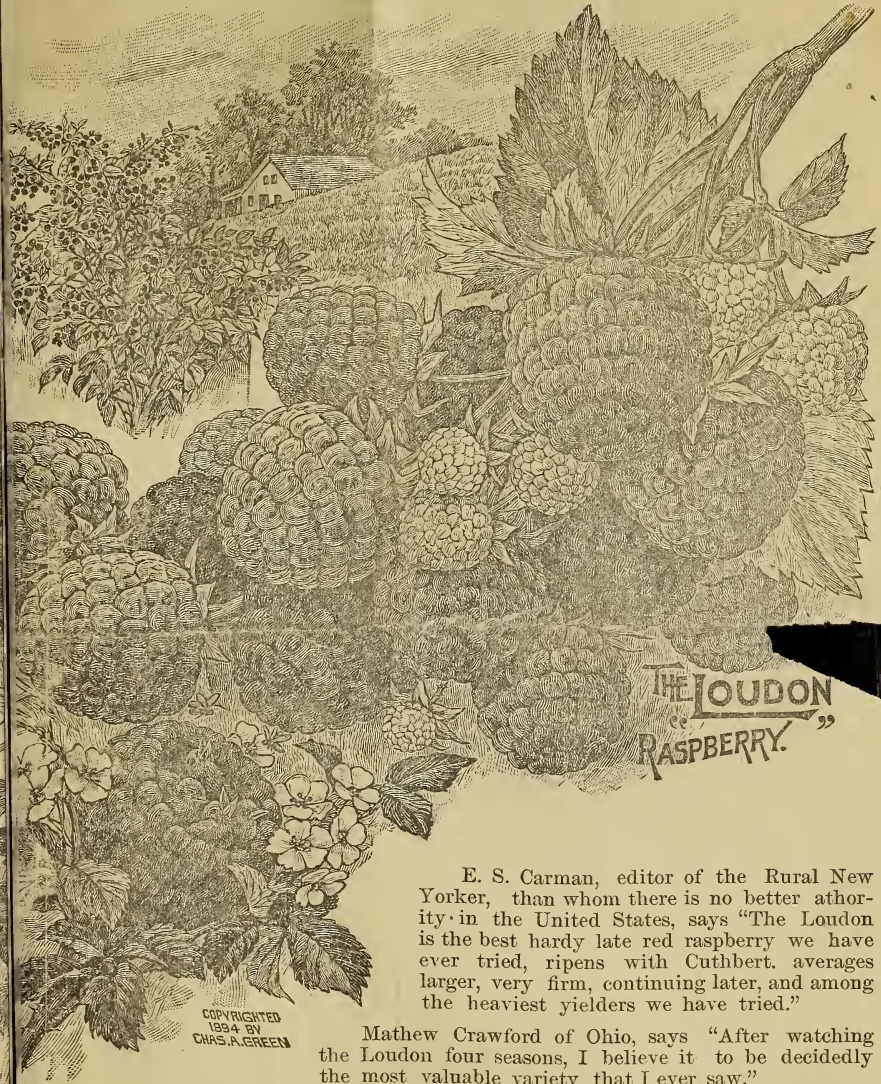 THE LOUDON
" RASPBERRY. "
E. S. Carman, editor of the Rural New
Yorker, than whom there is no better athor-
ity in the United States, says "The Loudon
is the best hardy late red raspberry we have
ever tried, ripens with Cuthbert. averages
larger, very firm, continuing later, and among
the heaviest yielders we have tried."
COPYRIGHTED
1894 BY
CHAS. A. GREEN
Mathew Crawford of Ohio, says "After watching
the Loudon four seasons, I believe it to be decidedly
the most valuable variety that I ever saw."